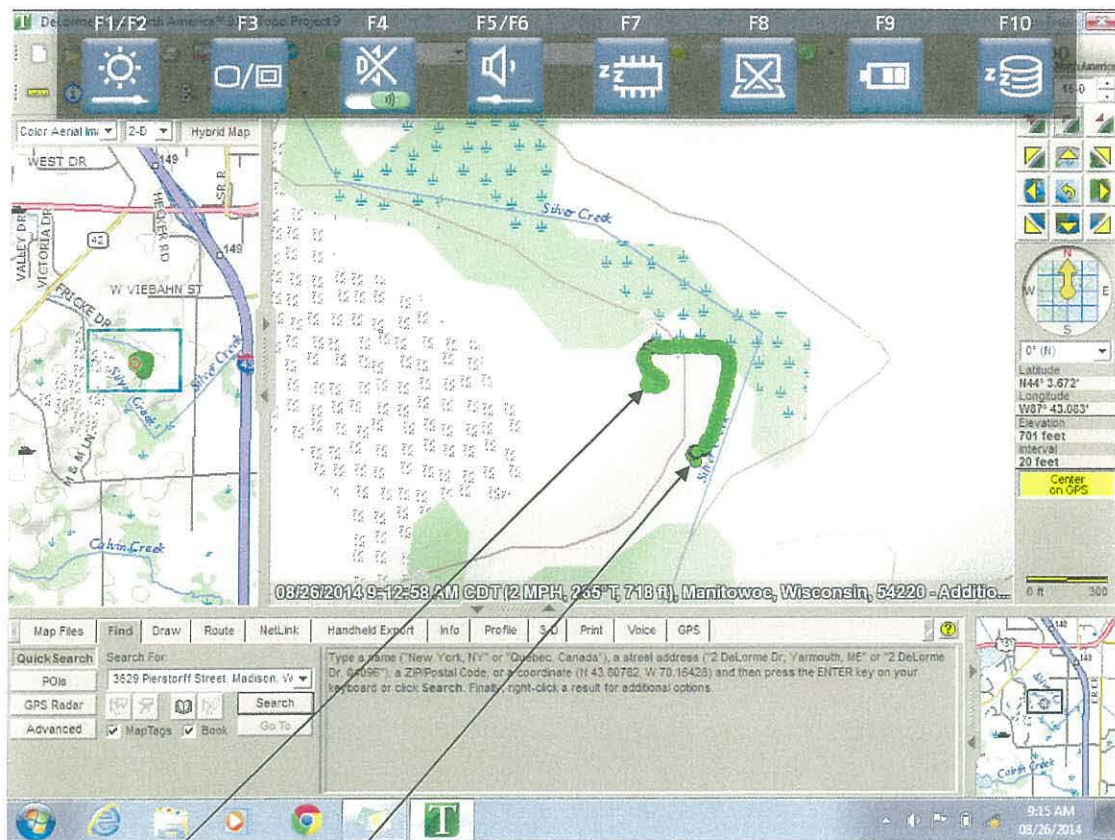 F1/F2 F3 F4 F5/F6 F7 F8 F9 F10
Color Aerial Im 2-D Hybrid Map
WEST DR
149
HECKER RD
SR R
VALLEY DR
VICTORIA DR
42
149
W VIEBAHN ST
FRICKE DR
Silver Creek
Silver Creek
M & M LN
Calvin Creek
Silver Creek
08/26/2014 9:12:58 AM CDT (2 MPH, 255°T, 718 ft), Manitowoc, Wisconsin, 54220 - Additio...
N
W E
S
0° (N)
Latitude
N44° 3.672'
Longitude
W87° 43.083'
Elevation
701 feet
Interval
20 feet
Center
on GPS
0 ft 300
Map Files Find Draw Route NetLink Handheld Export Info Profile 3-D Print Voice GPS
QuickSearch
POIs
GPS Radar
Advanced
Search For:
3629 Pierstorff Street, Madison, W
Search
Go To
MapTags Book
Type a name ("New York, NY" or "Quebec, Canada"), a street address ("2 DeLorme Dr, Yarmouth, ME" or "2 DeLorme
Dr, 04096"), a ZIP/Postal Code, or a coordinate (N 43.80782, W 70.16428) and then press the ENTER key on your
keyboard or click Search. Finally, right-click a result for additional options.
Calvin Creek
T
9:15 AM
08/26/2014